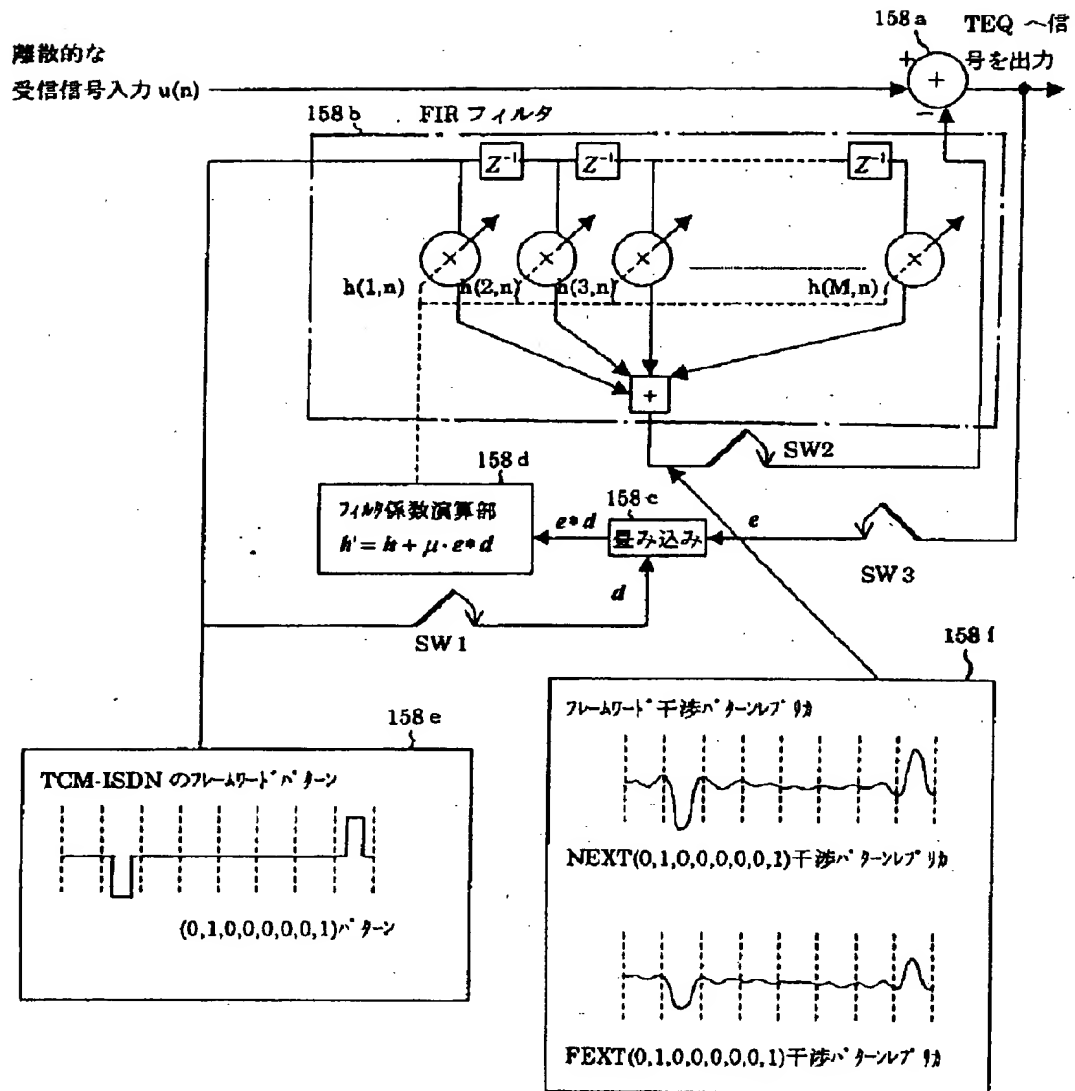 158a
TEQ へ信
号を出力
離散的な
受信信号入力 u(n)
+
+
−
158b
FIR フィルタ
Z⁻¹
Z⁻¹
Z⁻¹
×
×
×
×
h(1,n)
h(2,n)
h(3,n)
h(M,n)
+
SW2
158d
158c
フィルタ係数演算部
h' = h + μ・e*d
e*d
畳み込み
e
SW3
d
SW1
158f
158e
フレームワード干渉パターンレプリカ
TCM-ISDN のフレームワードパターン
NEXT(0,1,0,0,0,0,0,1)干渉パターンレプリカ
(0,1,0,0,0,0,0,1)パターン
FEXT(0,1,0,0,0,0,0,1)干渉パターンレプリカ